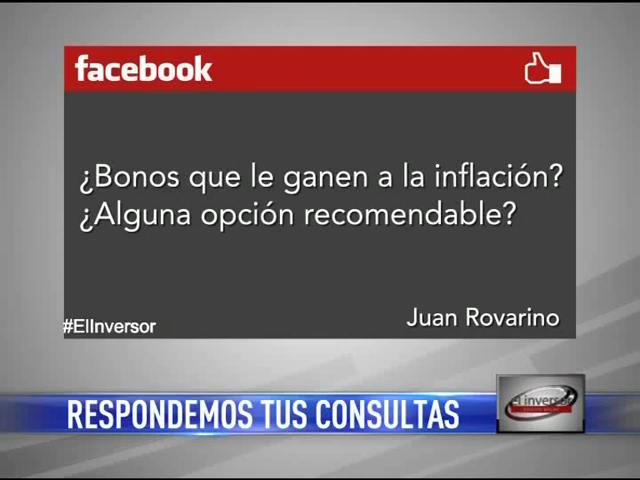 facebook
¿Bonos que le ganen a la inflación?
¿Alguna opción recomendable?
Juan Rovarino
#ElInversor
RESPONDEMOS TUS CONSULTAS
El inversor